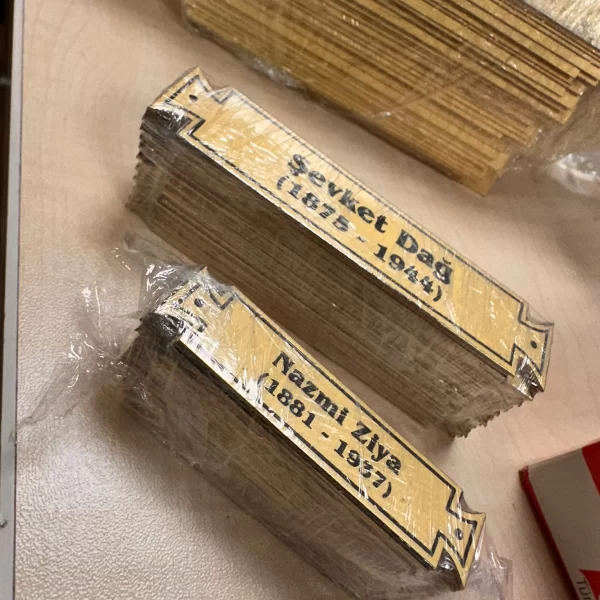 Şevket Dağ
(1875 - 1944)
Nazmi Ziya
(1881 - 1937)